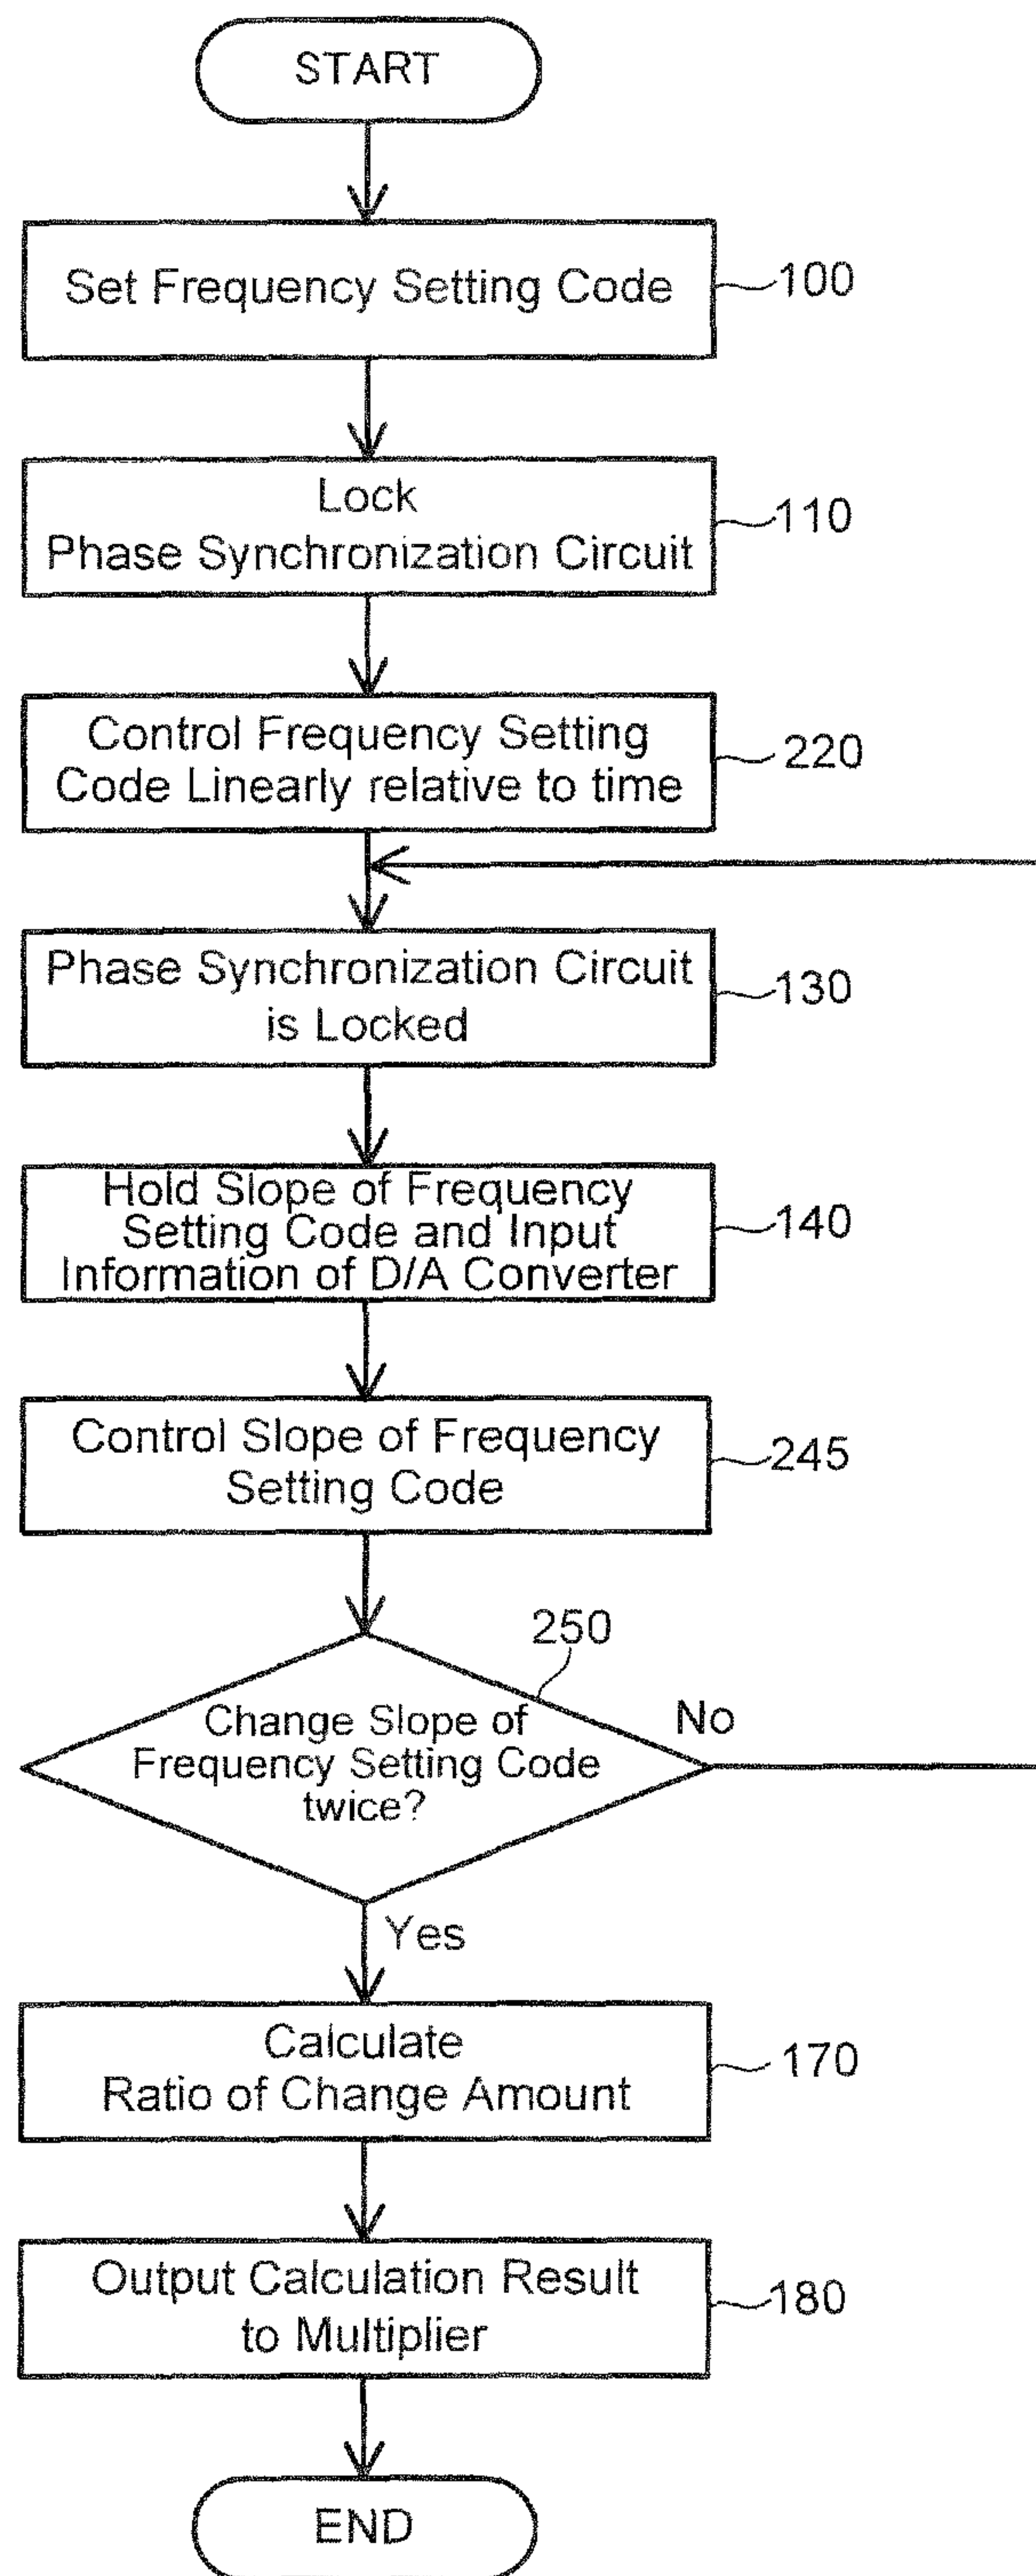 START
Set Frequency Setting Code
100
Lock
Phase Synchronization Circuit
110
Control Frequency Setting
Code Linearly relative to time
220
Phase Synchronization Circuit
is Locked
130
Hold Slope of Frequency
Setting Code and Input
Information of D/A Converter
140
Control Slope of Frequency
Setting Code
245
250
Change Slope of
Frequency Setting Code
twice?
No
Yes
Calculate
Ratio of Change Amount
170
Output Calculation Result
to Multiplier
180
END